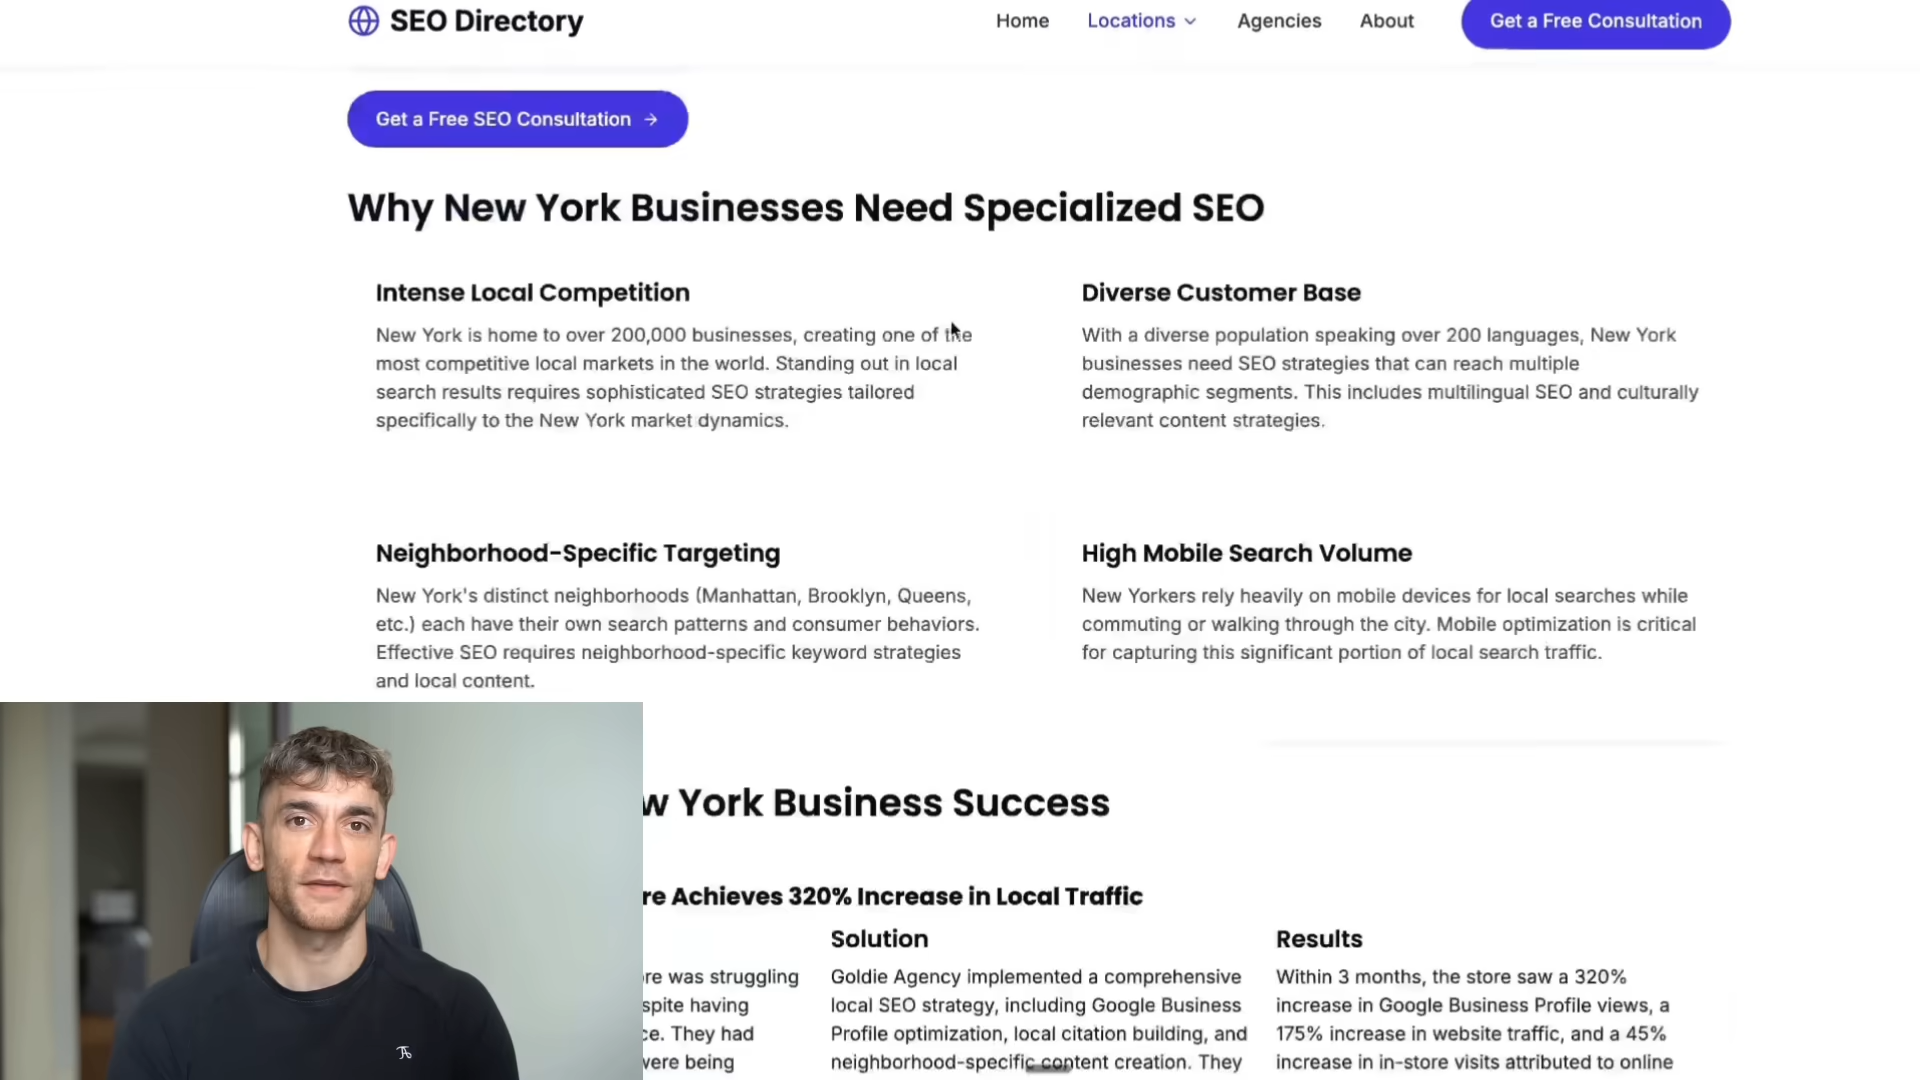 SEO Directory
Home
Locations
Agencies
About
Get a Free Consultation
Get a Free SEO Consultation →
Why New York Businesses Need Specialized SEO
Intense Local Competition
New York is home to over 200,000 businesses, creating one of the
most competitive local markets in the world. Standing out in local
search results requires sophisticated SEO strategies tailored
specifically to the New York market dynamics.
Diverse Customer Base
With a diverse population speaking over 200 languages, New York
businesses need SEO strategies that can reach multiple
demographic segments. This includes multilingual SEO and culturally
relevant content strategies.
Neighborhood-Specific Targeting
New York's distinct neighborhoods (Manhattan, Brooklyn, Queens,
etc.) each have their own search patterns and consumer behaviors.
Effective SEO requires neighborhood-specific keyword strategies
and local content.
High Mobile Search Volume
New Yorkers rely heavily on mobile devices for local searches while
commuting or walking through the city. Mobile optimization is critical
for capturing this significant portion of local search traffic.
w York Business Success
re Achieves 320% Increase in Local Traffic
re was struggling
spite having
ce. They had
were being
Solution
Goldie Agency implemented a comprehensive
local SEO strategy, including Google Business
Profile optimization, local citation building, and
neighborhood-specific content creation. They
Results
Within 3 months, the store saw a 320%
increase in Google Business Profile views, a
175% increase in website traffic, and a 45%
increase in in-store visits attributed to online